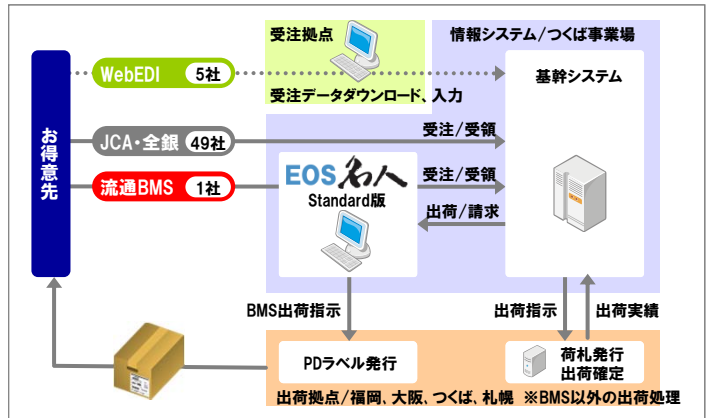 受注拠点
情報システム/つくば事業場
WebEDI 5社
基幹システム
受注データダウンロード、入力
お得意先
JCA・全銀 49社
受注/受領
流通BMS 1社
EOS名人
Standard版
受注/受領
出荷/請求
BMS出荷指示
出荷指示
出荷実績
PDラベル発行
荷札発行
出荷確定
出荷拠点/福岡、大阪、つくば、札幌 ※BMS以外の出荷処理